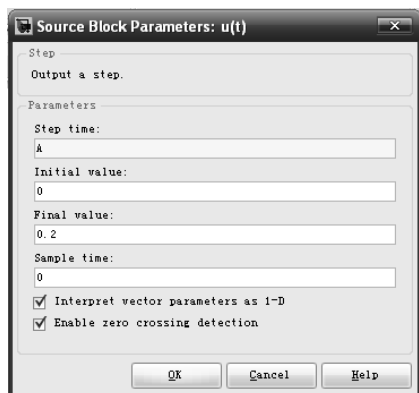 Source Block Parameters: u(t)
Step
Output a step.
Parameters
Step time:
A
Initial value:
0
Final value:
0.2
Sample time:
0
Interpret vector parameters as 1-D
Enable zero crossing detection
OK Cancel Help